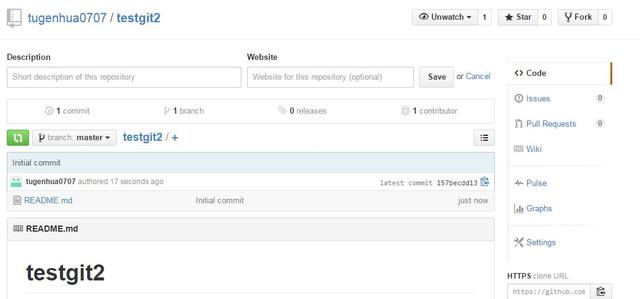 tugenhua0707 / testgit2
Unwatch 1 Star 0 Fork 0
Description Website
Short description of this repository Website for this repository (optional) Save or Cancel
1 commit 1 branch 0 releases 1 contributor
branch: master testgit2 / +
Initial commit
tugenhua0707 authored 17 seconds ago latest commit 157becdd13
README.md Initial commit just now
README.md
testgit2
Code
Issues 0
Pull Requests 0
Wiki
Pulse
Graphs
Settings
HTTPS clone URL
https://github.com